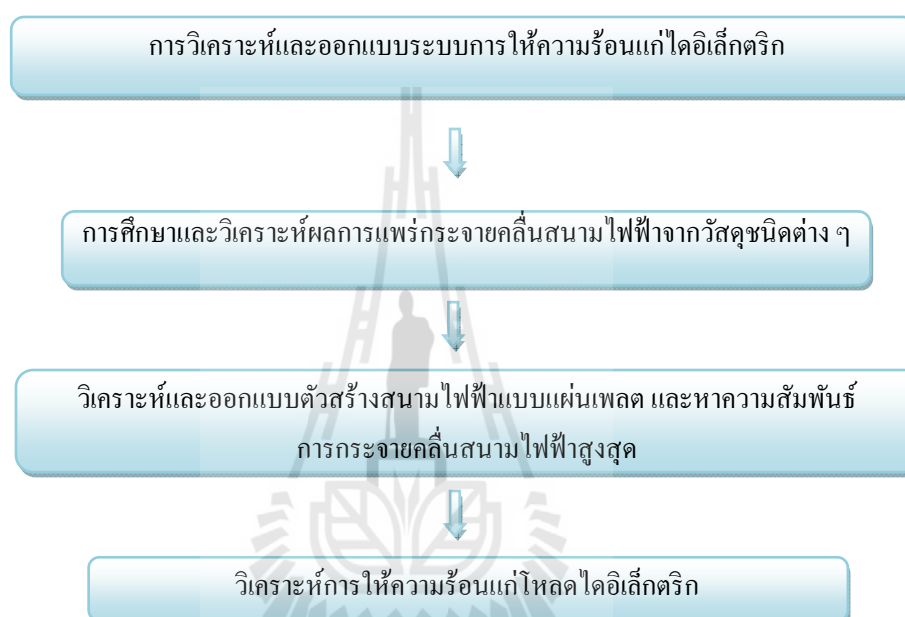 การวิเคราะห์และออกแบบระบบการให้ความร้อนแก่ไดอิเล็กตริก
การศึกษาและวิเคราะห์ผลการแพร่กระจายคลื่นสนามไฟฟ้าจากวัสดุชนิดต่าง ๆ
วิเคราะห์และออกแบบตัวสร้างสนามไฟฟ้าแบบแผ่นเพลต และหาความสัมพันธ์
การกระจายคลื่นสนามไฟฟ้าสูงสุด
วิเคราะห์การให้ความร้อนแก่โหลดไดอิเล็กตริก